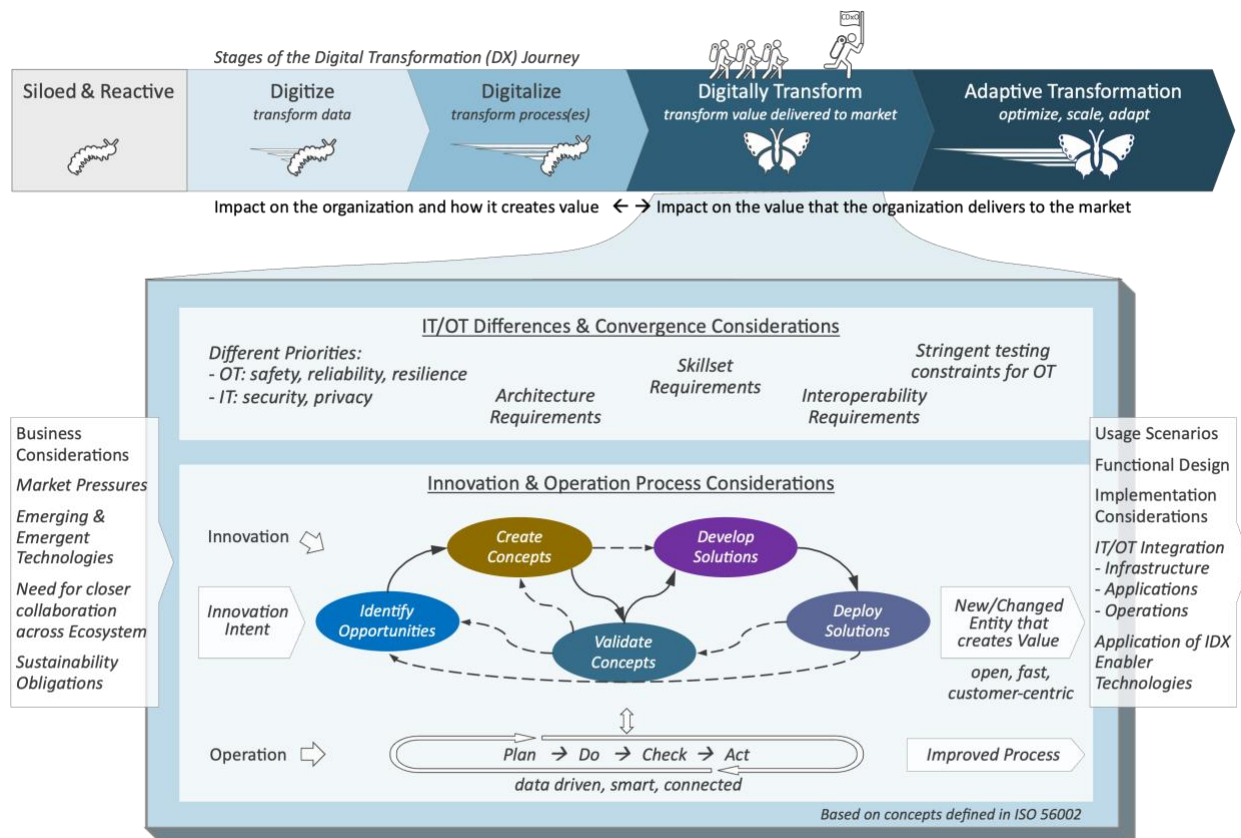 CDxO
Stages of the Digital Transformation (DX) Journey
Siloed & Reactive
Digitize
transform data
Digitalize
transform process(es)
Digitally Transform
transform value delivered to market
Adaptive Transformation
optimize, scale, adapt
Impact on the organization and how it creates value ← → Impact on the value that the organization delivers to the market
IT/OT Differences & Convergence Considerations
Different Priorities:
- OT: safety, reliability, resilience
- IT: security, privacy
Architecture
Requirements
Skillset
Requirements
Interoperability
Requirements
Stringent testing
constraints for OT
Business
Considerations
Market Pressures
Emerging &
Emergent
Technologies
Need for closer
collaboration
across Ecosystem
Sustainability
Obligations
Innovation & Operation Process Considerations
Innovation
Innovation
Intent
Identify
Opportunities
Create
Concepts
Validate
Concepts
Develop
Solutions
Deploy
Solutions
New/Changed
Entity that
creates Value
open, fast,
customer-centric
Operation
Plan → Do → Check → Act
data driven, smart, connected
Improved Process
Based on concepts defined in ISO 56002
Usage Scenarios
Functional Design
Implementation
Considerations
IT/OT Integration
- Infrastructure
- Applications
- Operations
Application of IDX
Enabler
Technologies